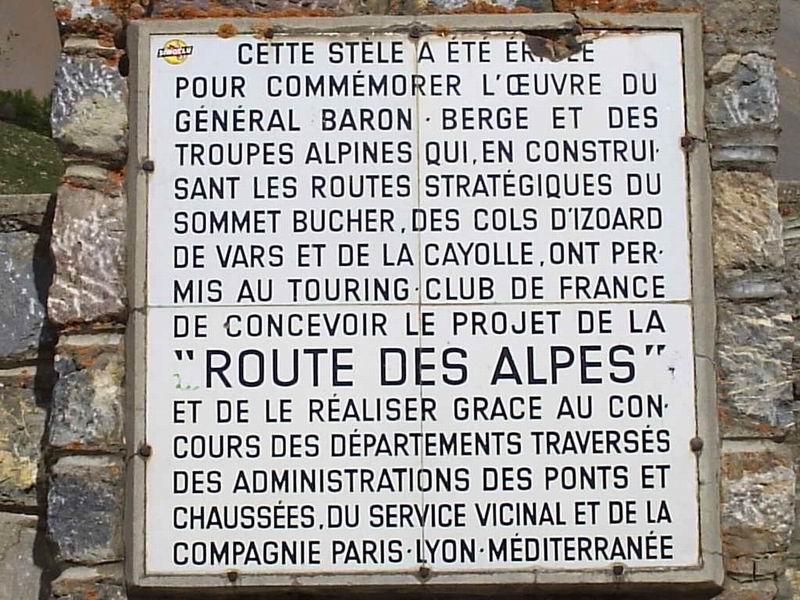 CETTE STÈLE A ÉTÉ
POUR COMMÉMORER L'ŒUVRE DU
GÉNÉRAL BARON · BERGE ET DES
TROUPES ALPINES QUI, EN CONSTRUI-
SANT LES ROUTES STRATÉGIQUES DU
SOMMET BUCHER, DES COLS D'IZOARD
DE VARS ET DE LA CAYOLLE, ONT PER-
MIS AU TOURING-CLUB DE FRANCE
DE CONCEVOIR LE PROJET DE LA
"ROUTE DES ALPES"
ET DE LE RÉALISER GRACE AU CON-
COURS DES DÉPARTEMENTS TRAVERSÉS
DES ADMINISTRATIONS DES PONTS ET
CHAUSSÉES, DU SERVICE VICINAL ET DE LA
COMPAGNIE PARIS-LYON-MÉDITERRANÉE